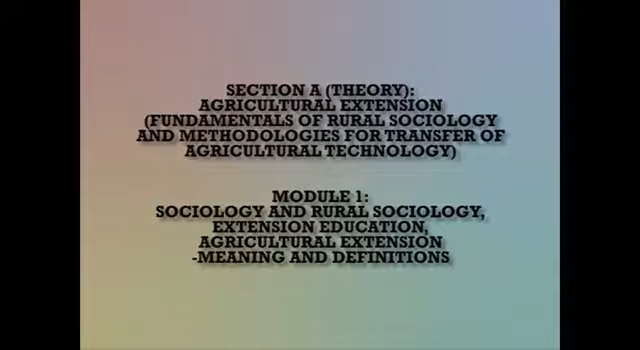 SECTION A (THEORY):
AGRICULTURAL EXTENSION
(FUNDAMENTALS OF RURAL SOCIOLOGY
AND METHODOLOGIES FOR TRANSFER OF
AGRICULTURAL TECHNOLOGY)
MODULE 1:
SOCIOLOGY AND RURAL SOCIOLOGY,
EXTENSION EDUCATION,
AGRICULTURAL EXTENSION
-MEANING AND DEFINITIONS